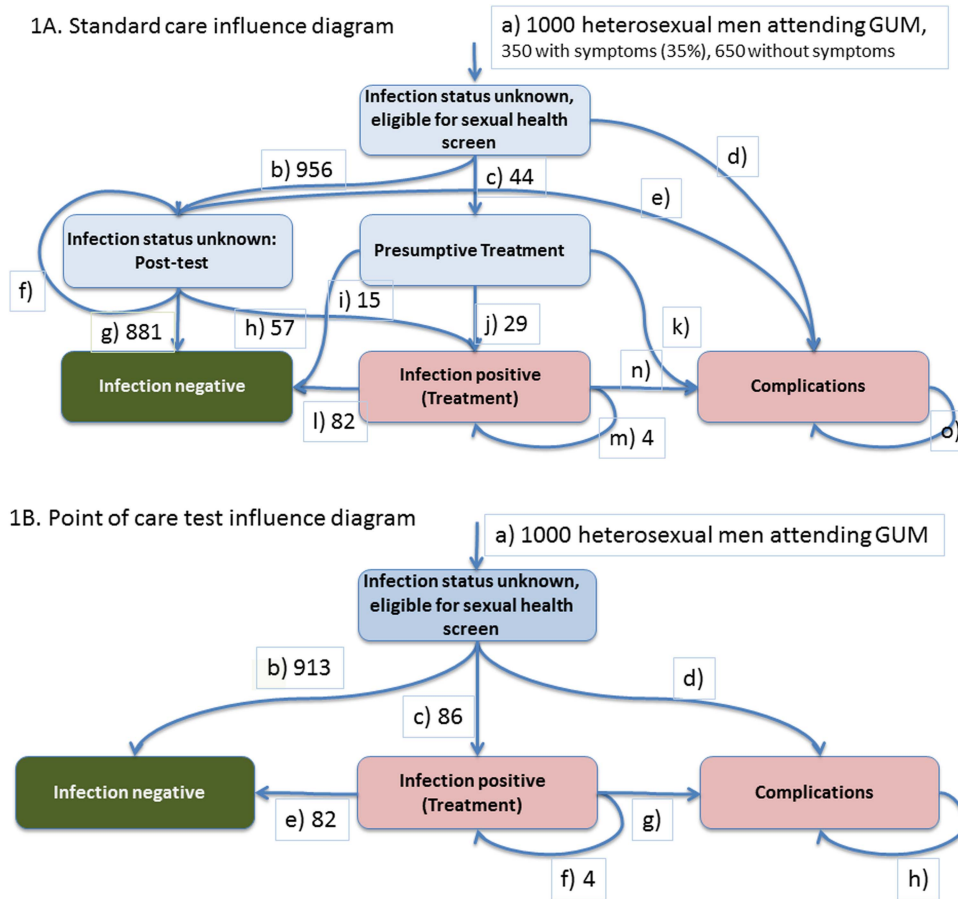 1A. Standard care influence diagram
a) 1000 heterosexual men attending GUM,
350 with symptoms (35%), 650 without symptoms
Infection status unknown,
eligible for sexual health
screen
d)
b) 956
c) 44
e)
Infection status unknown:
Post-test
Presumptive Treatment
f)
i) 15
g) 881
h) 57
j) 29
k)
Infection negative
Infection positive
(Treatment)
n)
Complications
l) 82
m) 4
o)
1B. Point of care test influence diagram
a) 1000 heterosexual men attending GUM
Infection status unknown,
eligible for sexual health
screen
b) 913
c) 86
d)
Infection negative
Infection positive
(Treatment)
Complications
e) 82
g)
f) 4
h)